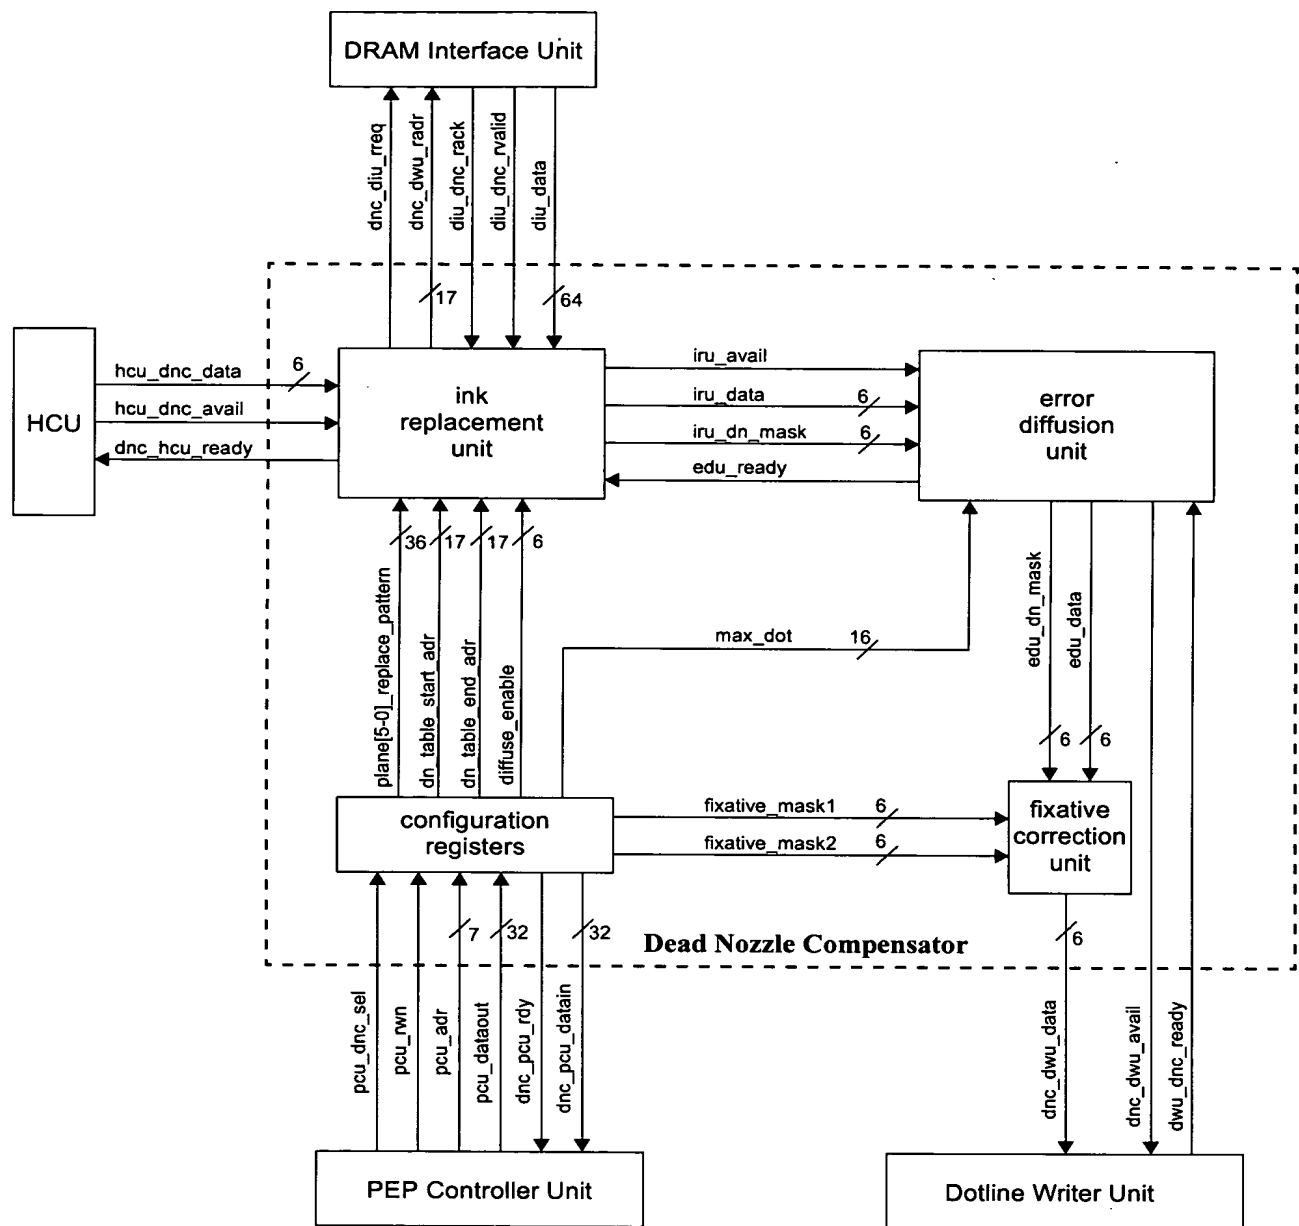 DRAM Interface Unit
dnc_diu_rreq
dnc_dwu_radr
diu_dnc_rack
diu_dnc_rvalid
diu_data
17
64
HCU
hcu_dnc_data
6
hcu_dnc_avail
dnc_hcu_ready
ink
replacement
unit
iru_avail
iru_data
6
iru_dn_mask
6
edu_ready
error
diffusion
unit
36
17
17
6
plane[5-0]_replace_pattern
dn_table_start_adr
dn_table_end_adr
diffuse_enable
max_dot
16
edu_dn_mask
edu_data
6
6
configuration
registers
fixative_mask1
6
fixative_mask2
6
fixative
correction
unit
7
32
32
6
Dead Nozzle Compensator
pcu_dnc_sel
pcu_rwn
pcu_adr
pcu_dataout
dnc_pcu_rdy
dnc_pcu_datain
dnc_dwu_data
dnc_dwu_avail
dwu_dnc_ready
PEP Controller Unit
Dotline Writer Unit